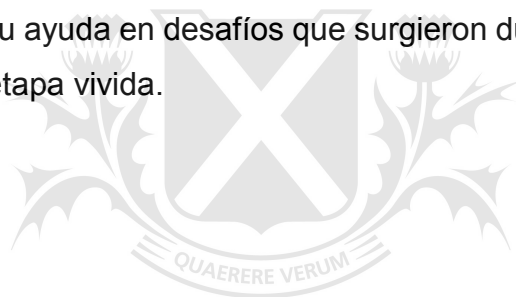 u ayuda en desafíos que surgieron du
etapa vivida.
QUAERERE VERUM